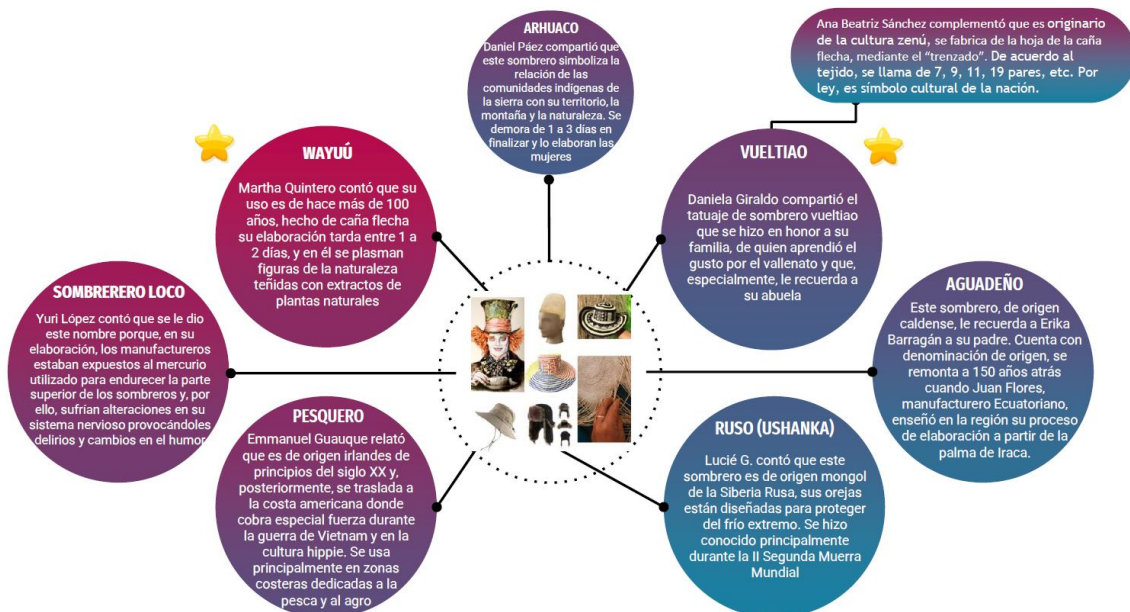 ARHUACO
Daniel Páez compartió que
este sombrero simboliza la
relación de las
comunidades indígenas de
la sierra con su territorio, la
montaña y la naturaleza. Se
demora de 1 a 3 días en
finalizar y lo elaboran las
mujeres
Ana Beatriz Sánchez complementó que es originario
de la cultura zenú, se fabrica de la hoja de la caña
flecha, mediante el “trenzado”. De acuerdo al
tejido, se llama de 7, 9, 11, 19 pares, etc. Por
ley, es símbolo cultural de la nación.
WAYUÚ
Martha Quintero contó que su
uso es de hace más de 100
años, hecho de caña flecha
su elaboración tarda entre 1 a
2 días, y en él se plasman
figuras de la naturaleza
teñidas con extractos de
plantas naturales
VUELTIAO
Daniela Giraldo compartió el
tatuaje de sombrero vueltiao
que se hizo en honor a su
familia, de quien aprendió el
gusto por el vallenato y que,
especialmente, le recuerda a
su abuela
SOMBRERERO LOCO
Yuri López contó que se le dio
este nombre porque, en su
elaboración, los manufactureros
estaban expuestos al mercurio
utilizado para endurecer la parte
superior de los sombreros y, por
ello, sufrían alteraciones en su
sistema nervioso provocándoles
delirios y cambios en el humor
AGUADEÑO
Este sombrero, de origen
caldense, le recuerda a Erika
Barragán a su padre. Cuenta con
denominación de origen, se
remonta a 150 años atrás
cuando Juan Flores,
manufacturero Ecuatoriano,
enseñó en la región su proceso
de elaboración a partir de la
palma de Iraca.
PESQUERO
Emmanuel Guauque relató
que es de origen irlandes de
principios del siglo XX y,
posteriormente, se traslada a
la costa americana donde
cobra especial fuerza durante
la guerra de Vietnam y en la
cultura hippie. Se usa
principalmente en zonas
costeras dedicadas a la
pesca y al agro
RUSO (USHANKA)
Lucié G. contó que este
sombrero es de origen mongol
de la Siberia Rusa, sus orejas
están diseñadas para proteger
del frío extremo. Se hizo
conocido principalmente
durante la II Segunda Muerra
Mundial